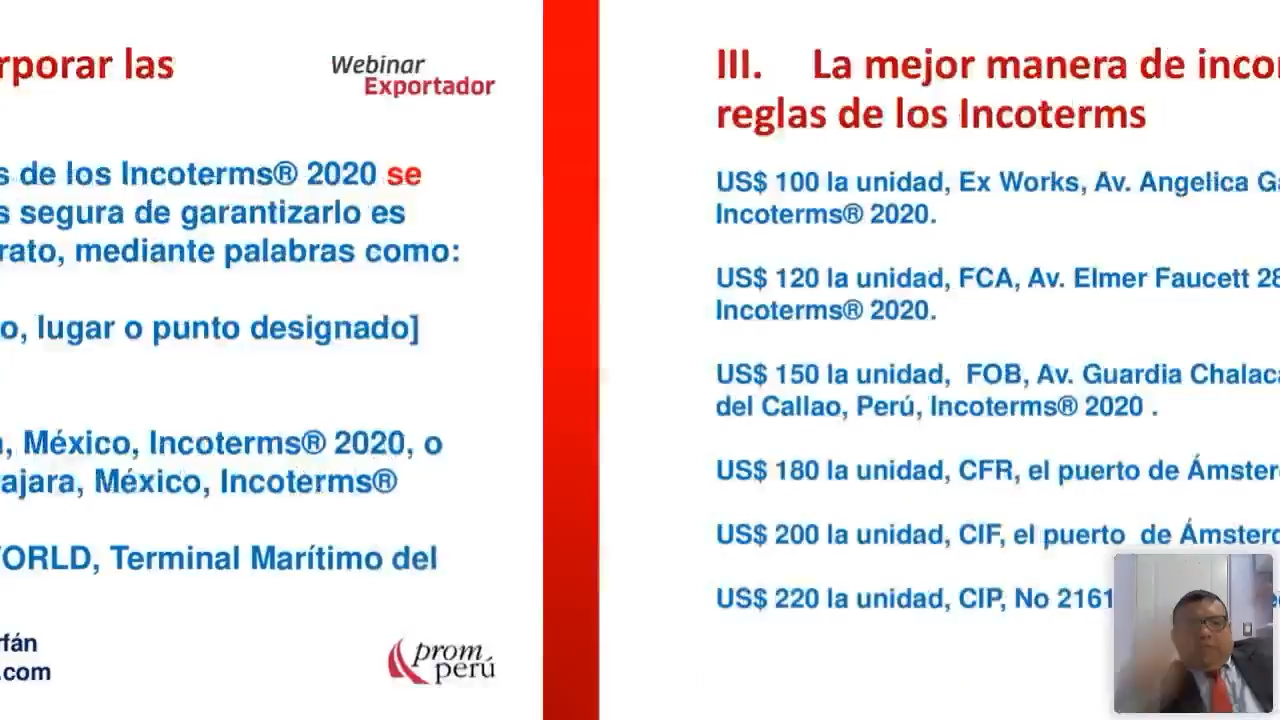 rporar las
Webinar
Exportador
s de los Incoterms® 2020 se
s segura de garantizarlo es
rato, mediante palabras como:
o, lugar o punto designado]
, México, Incoterms® 2020, o
ajara, México, Incoterms®
ORLD, Terminal Marítimo del
rfán
.com
prom
perú
III. La mejor manera de inco
reglas de los Incoterms
US$ 100 la unidad, Ex Works, Av. Angelica G
Incoterms® 2020.
US$ 120 la unidad, FCA, Av. Elmer Faucett 28
Incoterms® 2020.
US$ 150 la unidad, FOB, Av. Guardia Chalac
del Callao, Perú, Incoterms® 2020 .
US$ 180 la unidad, CFR, el puerto de Ámster
US$ 200 la unidad, CIF, el puerto de Ámster
US$ 220 la unidad, CIP, No 2161